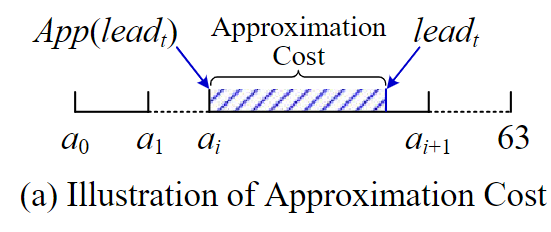 App(lead_t) Approximation Cost lead_t
a_0 a_1 a_i a_{i+1} 63
(a) Illustration of Approximation Cost